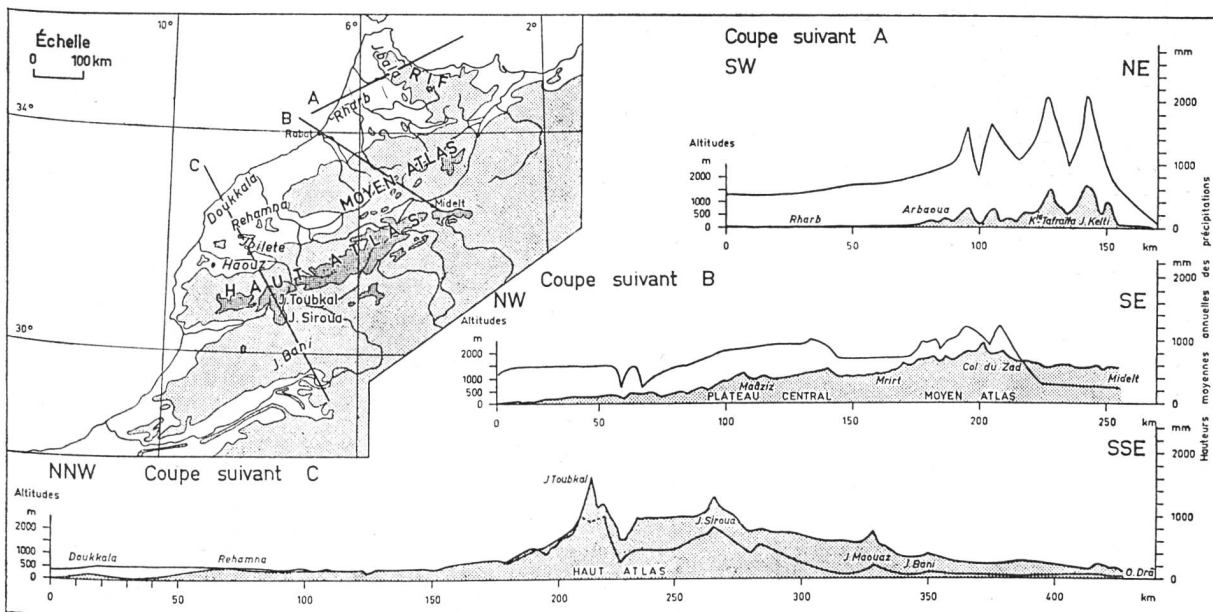 10° 6° 2°
Échelle
0 100 km
34°
30°
Jbala
RIF
Rharb
A
B
Rabat
C
MOYEN ATLAS
Midelt
Doukkala
Rehamna
Jbilete
Haouz
HAUT ATLAS
J. Toubkal
J. Siroua
J. Bani
Coupe suivant A
SW NE
Altitudes
m
2000
1500
500
0
Rharb Arbaoua J. Kelti
0 50 100 150
km
mm
2000
1000
0
Coupe suivant B
NW SE
Altitudes
m
2000
1000
500
0
Maâziz Mrirt Col du Zad Midelt
PLATEAU CENTRAL MOYEN ATLAS
0 50 100 150 200 250
km
mm
2000
1000
0
Hauteurs moyennes annuelles des précipitations
NNW Coupe suivant C SSE
Altitudes
m
2000
1000
500
0
Doukkala Rehamna J. Toubkal J. Siroua J. Maouaz J. Bani O. Drâ
HAUT ATLAS
0 50 100 150 200 250 300 350 400
km
mm
2000
1000
0